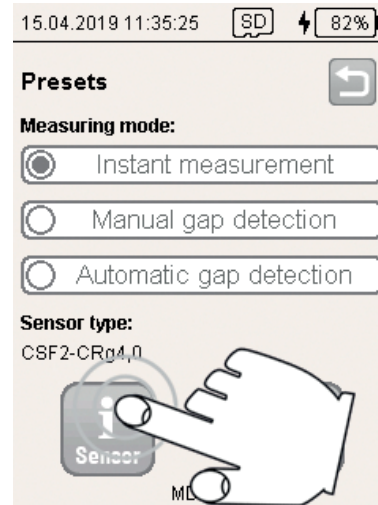 15.04.2019 11:35:25 SD 82%
Presets
Measuring mode:
Instant measurement
Manual gap detection
Automatic gap detection
Sensor type:
CSF2-CRg4,0
i
Sensor